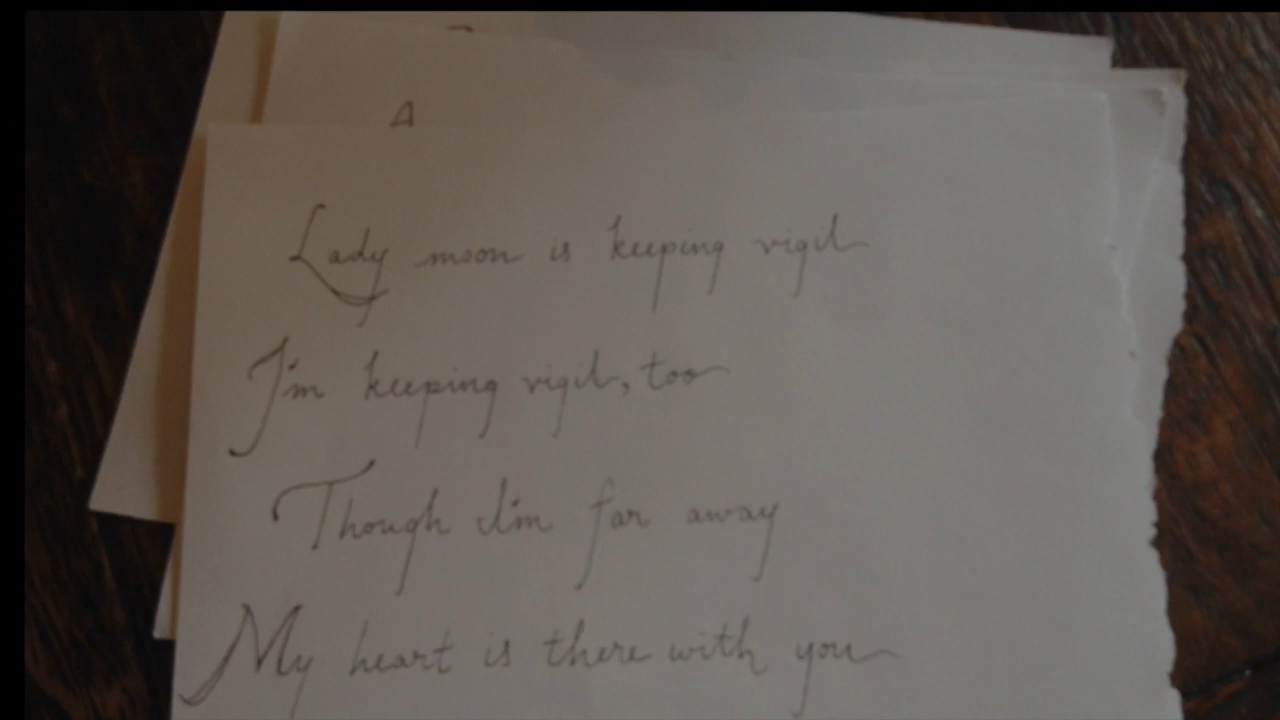 A
Lady moon is keeping vigil
I'm keeping vigil, too
Though I'm far away
My heart is there with you